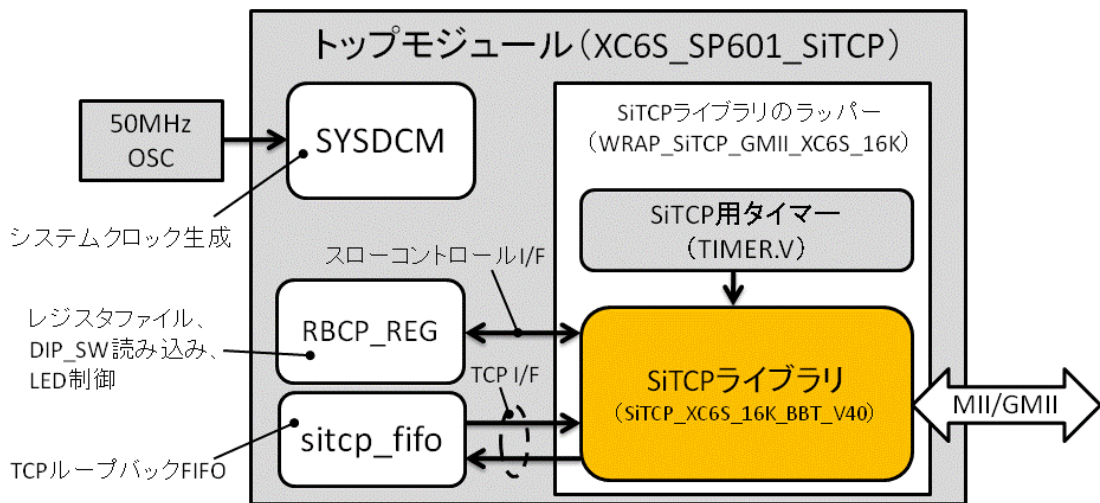 トップモジュール（XC6S_SP601_SiTCP）
50MHz
OSC
SYSDCM
システムクロック生成
SiTCPライブラリのラッパー
（WRAP_SiTCP_GMII_XC6S_16K）
SiTCP用タイマー
（TIMER.V）
スローコントロールI/F
レジスタファイル、
DIP_SW読み込み、
LED制御
RBCP_REG
TCP I/F
sitcp_fifo
TCPループバックFIFO
SiTCPライブラリ
（SiTCP_XC6S_16K_BBT_V40）
MII/GMII